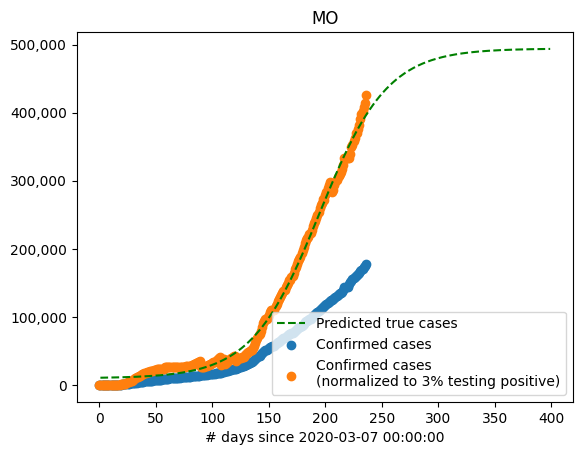 MO
500,000
400,000
300,000
200,000
100,000
0
Predicted true cases
Confirmed cases
Confirmed cases
(normalized to 3% testing positive)
0 50 100 150 200 250 300 350 400
# days since 2020-03-07 00:00:00